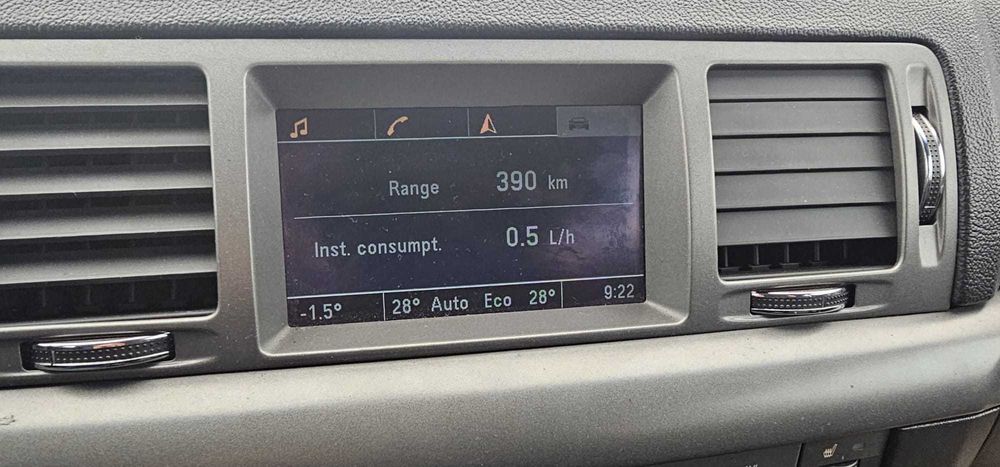 Range 390 km
Inst. consumpt. 0.5 L/h
-1.5° 28° Auto Eco 28° 9:22